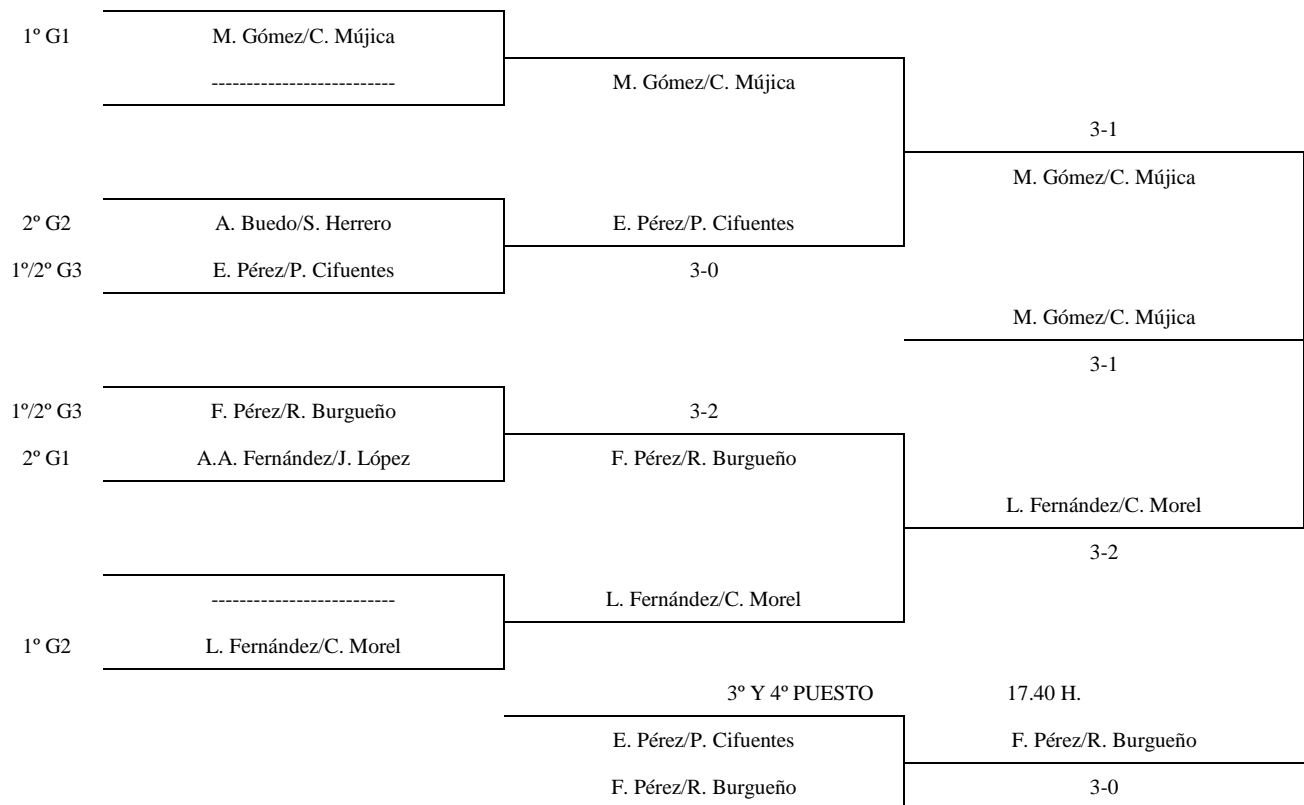 1º G1 M. Gómez/C. Mújica
-------------------------- M. Gómez/C. Mújica
3-1
M. Gómez/C. Mújica
2º G2 A. Buedo/S. Herrero E. Pérez/P. Cifuentes
1º/2º G3 E. Pérez/P. Cifuentes 3-0
M. Gómez/C. Mújica
3-1
1º/2º G3 F. Pérez/R. Burgueño 3-2
2º G1 A.A. Fernández/J. López F. Pérez/R. Burgueño
L. Fernández/C. Morel
3-2
-------------------------- L. Fernández/C. Morel
1º G2 L. Fernández/C. Morel
3º Y 4º PUESTO 17.40 H.
E. Pérez/P. Cifuentes F. Pérez/R. Burgueño
F. Pérez/R. Burgueño 3-0